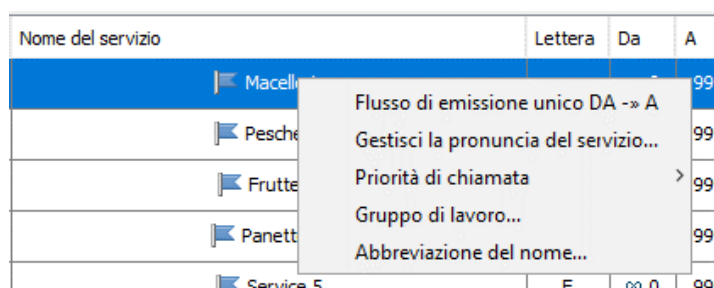 Nome del servizio Lettera Da A
99
Flusso di emissione unico DA -» A
Gestisci la pronuncia del servizio...
99
Priorità di chiamata
99
Gruppo di lavoro...
99
Abbreviazione del nome...
Service 5 E ∞ 0 99